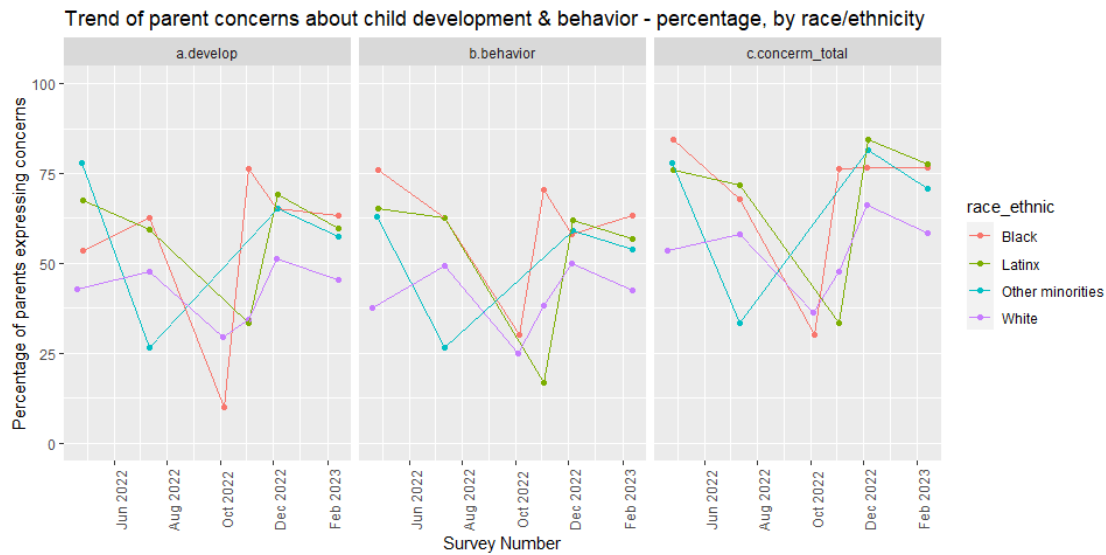 Trend of parent concerns about child development & behavior - percentage, by race/ethnicity
a.develop
b.behavior
c.concerm_total
Percentage of parents expressing concerns
100
75
50
25
0
Jun 2022
Aug 2022
Oct 2022
Dec 2022
Feb 2023
Jun 2022
Aug 2022
Oct 2022
Dec 2022
Feb 2023
Jun 2022
Aug 2022
Oct 2022
Dec 2022
Feb 2023
Survey Number
race_ethnic
Black
Latinx
Other minorities
White